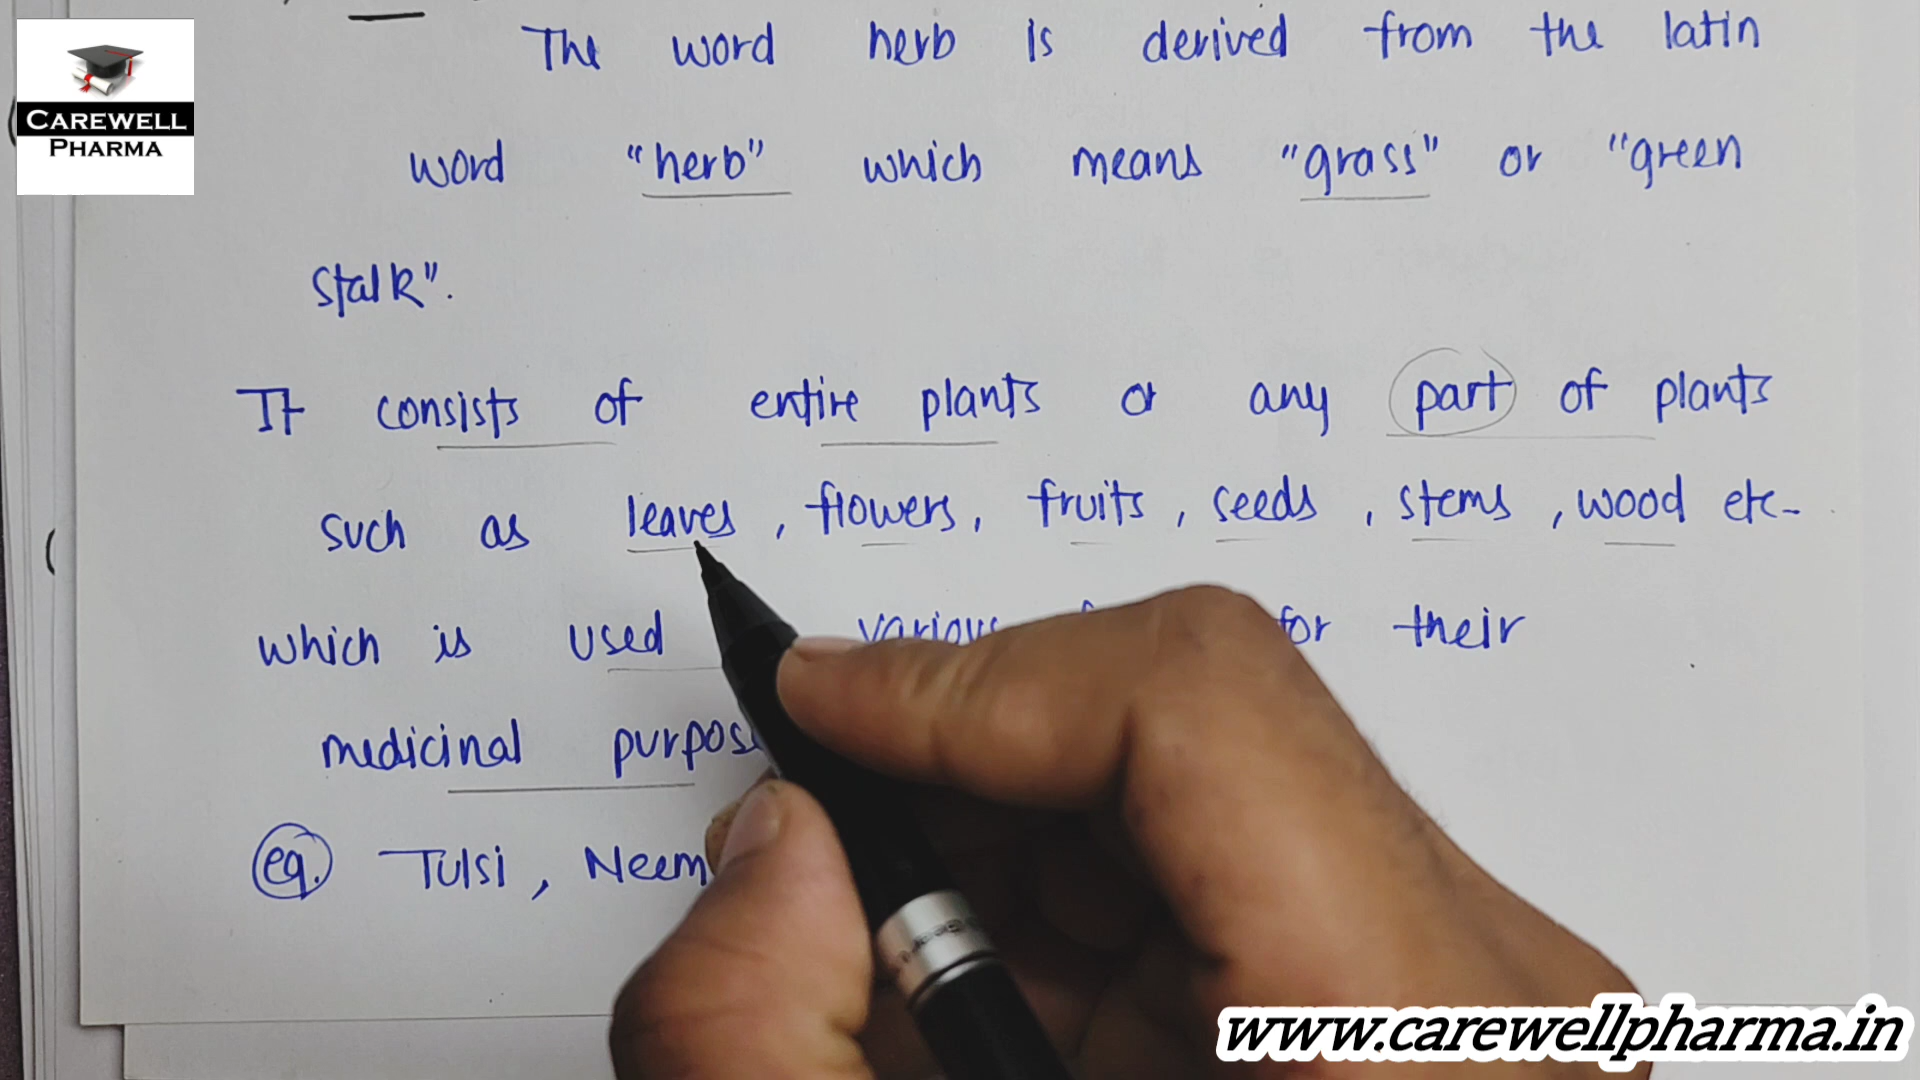 CAREWELL
PHARMA
The word herb is derived from the latin
word "herb" which means "grass" or "green
stalk".
It consists of entire plants or any part of plants
such as leaves, flowers, fruits, seeds, stems, wood etc-
which is used various for their
medicinal purpos
eg. Tulsi, Neem
www.carewellpharma.in